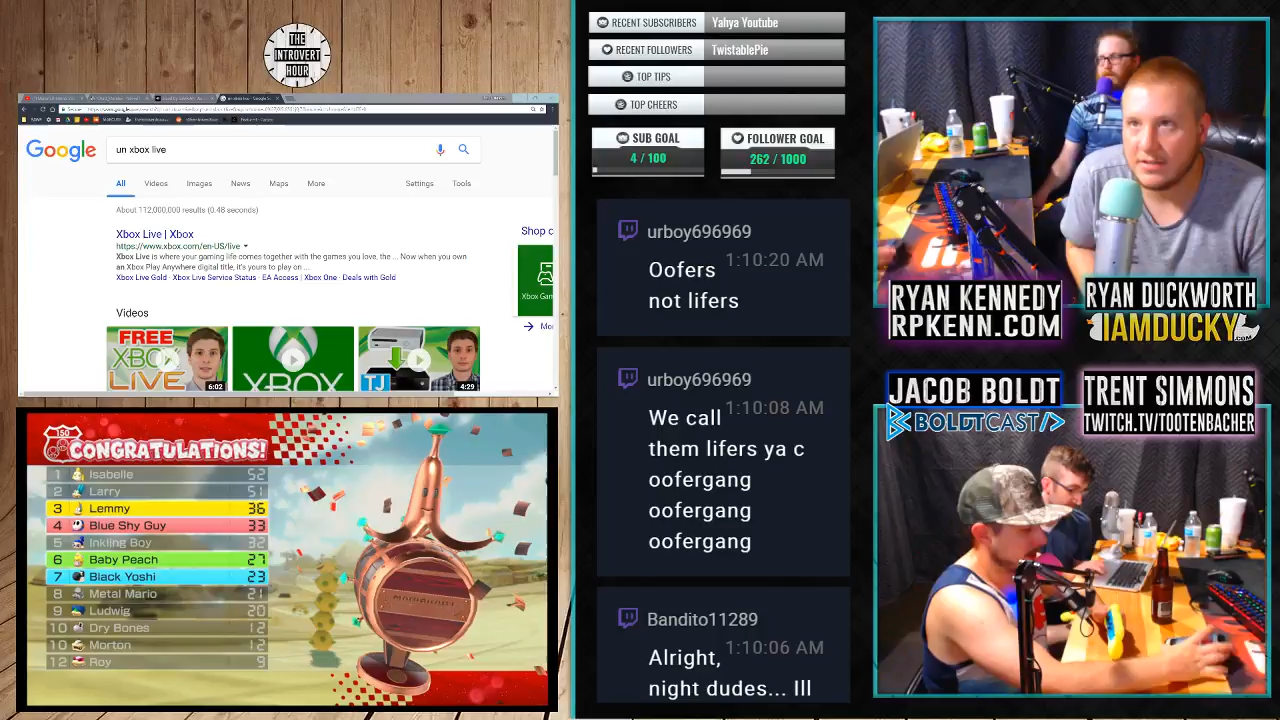 THE
INTROVERT
HOUR
Google
un xbox live
All
Videos
Images
News
Maps
More
Settings
Tools
About 112,000,000 results (0.48 seconds)
Xbox Live | Xbox
https://www.xbox.com/en-US/live
Xbox Live is where your gaming life comes together with the games you love, the ... Now when you own
an Xbox Play Anywhere digital title, it's yours to play on ...
Xbox Live Gold · Xbox Live Service Status · EA Access | Xbox One · Deals with Gold
Shop o
Xbox Gam
Mor
Videos
FREE
XBOX
LIVE
6:02
XBOX
TJ
4:29
150
CONGRATULATIONS!
1 Isabelle 52
2 Larry 51
3 Lemmy 36
4 Blue Shy Guy 33
5 Inkling Boy 32
6 Baby Peach 27
7 Black Yoshi 23
8 Metal Mario 21
9 Ludwig 20
10 Dry Bones 12
10 Morton 12
12 Roy 9
MARIOKART
RECENT SUBSCRIBERS Yahya Youtube
RECENT FOLLOWERS TwistablePie
TOP TIPS
TOP CHEERS
SUB GOAL
4 / 100
FOLLOWER GOAL
262 / 1000
urboy696969
1:10:20 AM
Oofers
not lifers
urboy696969
1:10:08 AM
We call
them lifers ya c
oofergang
oofergang
oofergang
Bandito11289
1:10:06 AM
Alright,
night dudes... Ill
RYAN KENNEDY
RPKENN.COM
RYAN DUCKWORTH
IAMDUCKY
.COM
JACOB BOLDT
BOLDTCAST/>
TRENT SIMMONS
TWITCH.TV/TOOTENBACHER